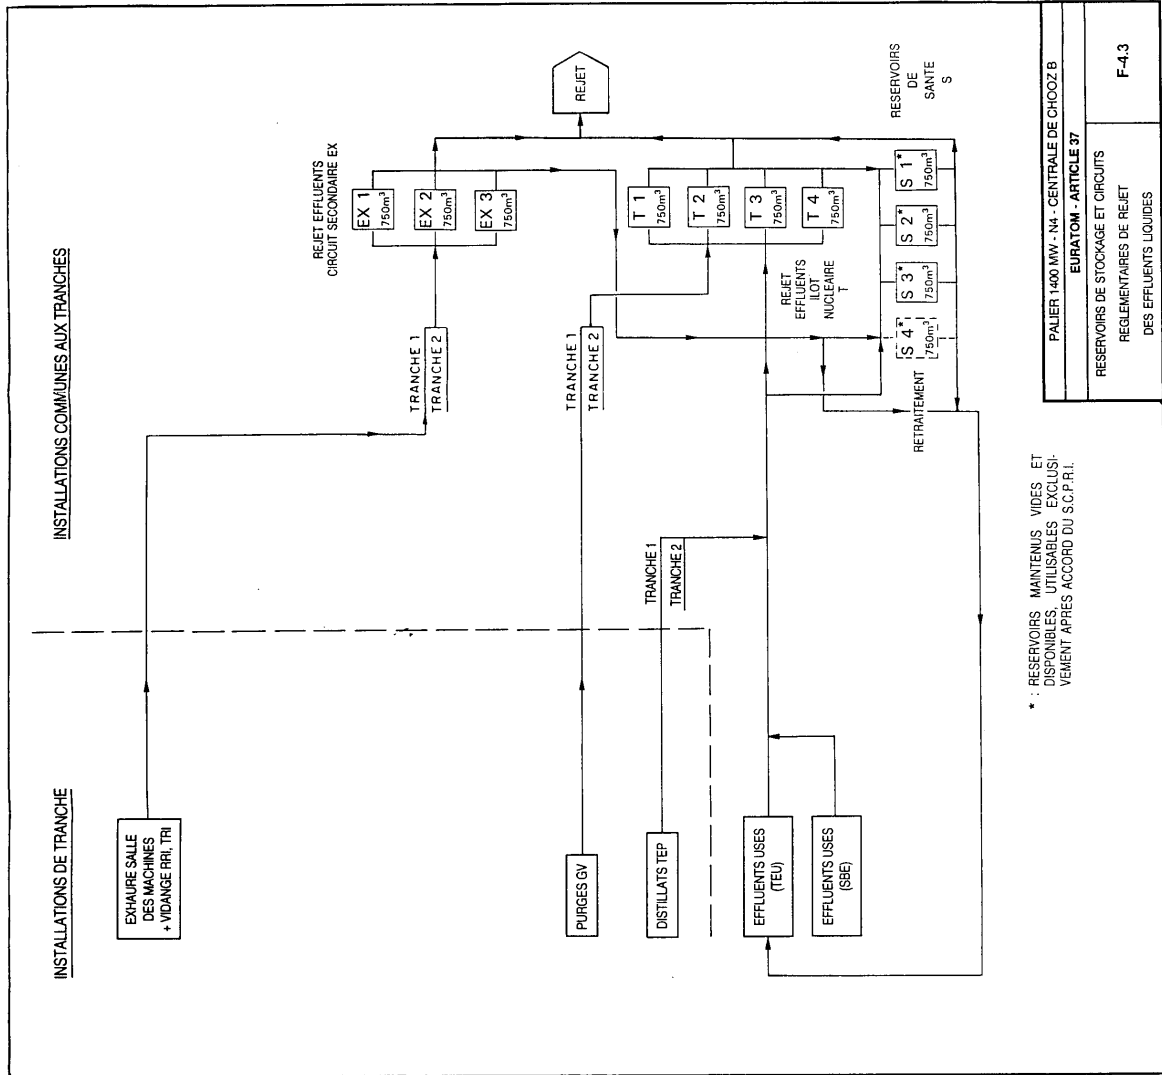 INSTALLATIONS DE TRANCHE
INSTALLATIONS COMMUNES AUX TRANCHES
EXHAURE SALLE
DES MACHINES
+ VIDANGE RRI, TRI
TRANCHE 1
TRANCHE 2
REJET EFFLUENTS
CIRCUIT SECONDAIRE EX
EX 1
750m³
EX 2
750m³
EX 3
750m³
REJET
PURGES GV
TRANCHE 1
TRANCHE 2
DISTILLATS TEP
TRANCHE 1
TRANCHE 2
T 1
750m³
T 2
750m³
T 3
750m³
T 4
750m³
REJET
EFFLUENTS
ILOT
NUCLEAIRE
T
EFFLUENTS USES
(TEU)
EFFLUENTS USES
(SBE)
RETRAITEMENT
S 4*
750m³
S 3*
750m³
S 2*
750m³
S 1*
750m³
RESERVOIRS
DE
SANTE
S
* : RESERVOIRS MAINTENUS VIDES ET
DISPONIBLES, UTILISABLES EXCLUSI-
VEMENT APRES ACCORD DU S.C.P.R.I.
PALIER 1400 MW - N4 - CENTRALE DE CHOOZ B
EURATOM - ARTICLE 37
RESERVOIRS DE STOCKAGE ET CIRCUITS
REGLEMENTAIRES DE REJET
DES EFFLUENTS LIQUIDES
F-4.3